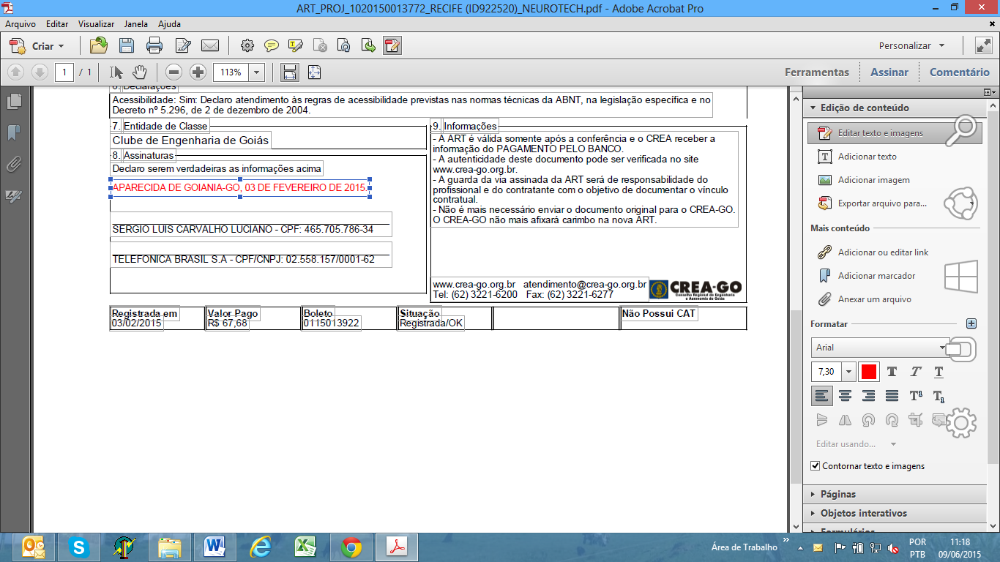 ART_PROJ_1020150013772_RECIFE (ID922520)_NEUROTECH.pdf - Adobe Acrobat Pro
Arquivo Editar Visualizar Janela Ajuda
Criar
Personalizar
1 / 1
113%
Ferramentas
Assinar
Comentário
6. Declarações
Acessibilidade: Sim: Declaro atendimento às regras de acessibilidade previstas nas normas técnicas da ABNT, na legislação específica e no
Decreto nº 5.296, de 2 de dezembro de 2004.
7. Entidade de Classe
Clube de Engenharia de Goiás
8. Assinaturas
Declaro serem verdadeiras as informações acima
APARECIDA DE GOIANIA-GO, 03 DE FEVEREIRO DE 2015.
SERGIO LUIS CARVALHO LUCIANO - CPF: 465.705.786-34
TELEFONICA BRASIL S.A - CPF/CNPJ: 02.558.157/0001-62
9. Informações
- A ART é válida somente após a conferência e o CREA receber a
informação do PAGAMENTO PELO BANCO.
- A autenticidade deste documento pode ser verificada no site
www.crea-go.org.br.
- A guarda da via assinada da ART será de responsabilidade do
profissional e do contratante com o objetivo de documentar o vínculo
contratual.
- Não é mais necessário enviar o documento original para o CREA-GO.
O CREA-GO não mais afixará carimbo na nova ART.
www.crea-go.org.br atendimento@crea-go.org.br
Tel: (62) 3221-6200 Fax: (62) 3221-6277
CREA-GO
Conselho Regional de Engenharia
e Agronomia de Goiás
Registrada em
03/02/2015
Valor Pago
R$ 67,68
Boleto
0115013922
Situação
Registrada/OK
Não Possui CAT
Edição de conteúdo
Editar texto e imagens
Adicionar texto
Adicionar imagem
Exportar arquivo para...
Mais conteúdo
Adicionar ou editar link
Adicionar marcador
Anexar um arquivo
Formatar
Arial
7,30
Editar usando...
Contornar texto e imagens
Páginas
Objetos interativos
Formulários
Área de Trabalho
POR
PTB
11:18
09/06/2015